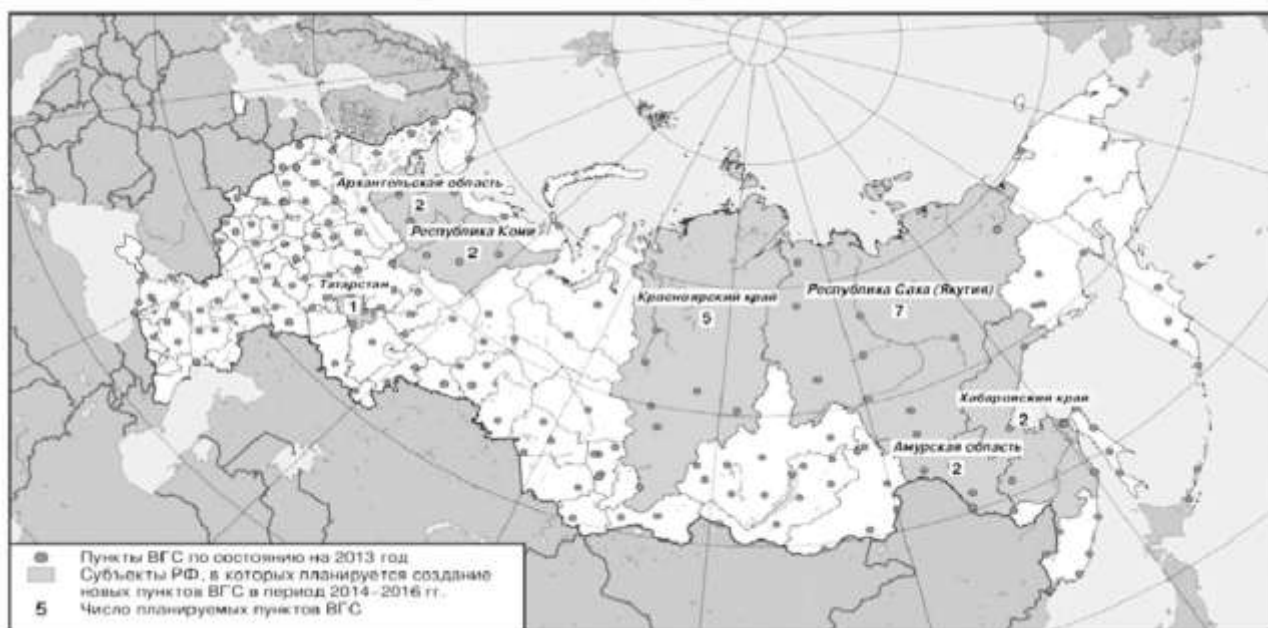 Архангельская область
2
Республика Коми
2
Татарстан
1
Красноярский край
5
Республика Саха (Якутия)
7
Хабаровский край
2
Амурская область
2
Пункты ВГС по состоянию на 2013 год
Субъекты РФ, в которых планируется создание
новых пунктов ВГС в период 2014-2016 гг.
5 Число планируемых пунктов ВГС